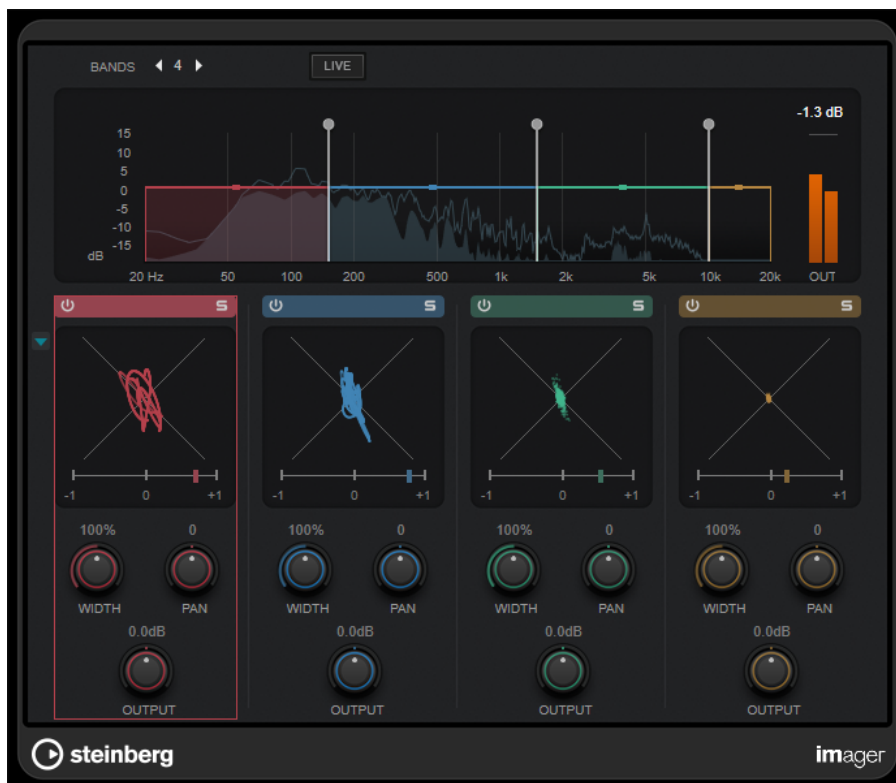 BANDS 4 LIVE
-1.3 dB
15
10
5
0
-5
-10
-15
dB
20 Hz 50 100 200 500 1k 2k 5k 10k 20k OUT
S S S S
-1 0 +1 -1 0 +1 -1 0 +1 -1 0 +1
100% 0 100% 0 100% 0 100% 0
WIDTH PAN WIDTH PAN WIDTH PAN WIDTH PAN
0.0dB 0.0dB 0.0dB 0.0dB
OUTPUT OUTPUT OUTPUT OUTPUT
steinberg imager